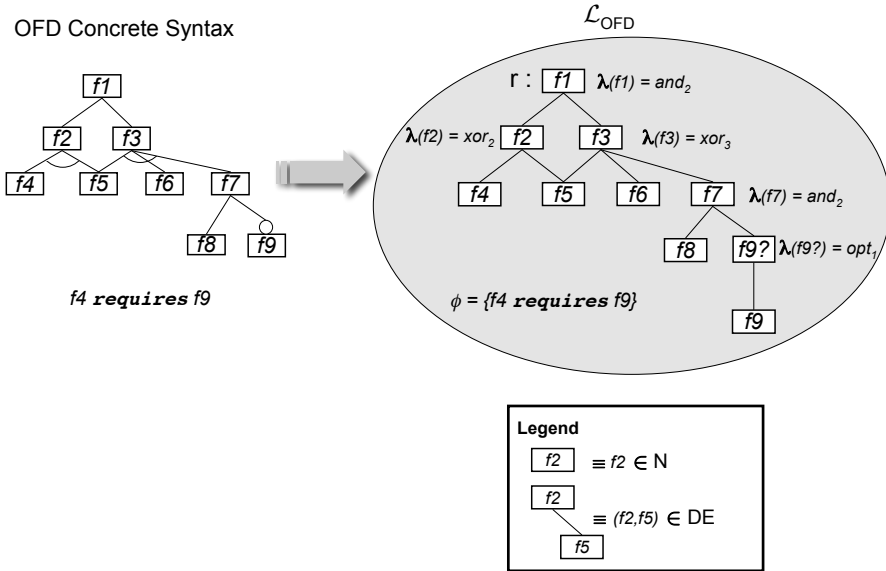 OFD Concrete Syntax
f1
f2 f3
f4 f5 f6 f7
f8 f9
f4 requires f9
ℒOFD
r : f1 λ(f1) = and₂
λ(f2) = xor₂ f2 f3 λ(f3) = xor₃
f4 f5 f6 f7 λ(f7) = and₂
f8 f9? λ(f9?) = opt₁
ϕ = {f4 requires f9}
f9
Legend
f2 ≡ f2 ∈ N
f2
≡ (f2,f5) ∈ DE
f5